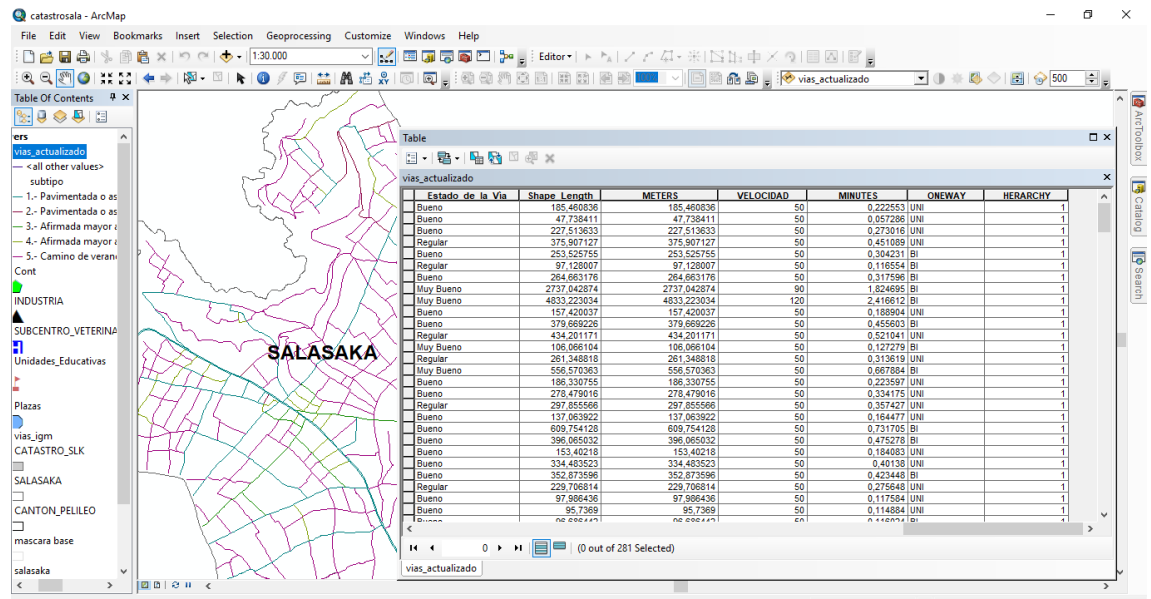 catastrosala - ArcMap
File Edit View Bookmarks Insert Selection Geoprocessing Customize Windows Help
1:30.000 Editor
vias_actualizado 500
Table Of Contents
ers
vias_actualizado
<all other values>
subtipo
1.- Pavimentada o as
2.- Pavimentada o as
3.- Afirmada mayor a
4.- Afirmada mayor a
5.- Camino de veran
Cont
INDUSTRIA
SUBCENTRO_VETERINA
Unidades_Educativas
Plazas
vias_igm
CATASTRO_SLK
SALASAKA
CANTON_PELILEO
mascara base
salasaka
SALASAKA
Table
vias_actualizado
Estado de la Vía Shape_Length METERS VELOCIDAD MINUTES ONEWAY HERARCHY
Bueno 185,460836 185,460836 50 0,222553 UNI 1
Bueno 47,738411 47,738411 50 0,057286 UNI 1
Bueno 227,513633 227,513633 50 0,273016 UNI 1
Regular 375,907127 375,907127 50 0,451089 UNI 1
Bueno 253,525755 253,525755 50 0,304231 BI 1
Regular 97,128007 97,128007 50 0,116554 BI 1
Bueno 264,663176 264,663176 50 0,317596 BI 1
Muy Bueno 2737,042874 2737,042874 90 1,824695 BI 1
Muy Bueno 4833,223034 4833,223034 120 2,416612 BI 1
Bueno 157,420037 157,420037 50 0,188904 UNI 1
Bueno 379,669226 379,669226 50 0,455603 BI 1
Regular 434,201171 434,201171 50 0,521041 UNI 1
Muy Bueno 106,066104 106,066104 50 0,127279 BI 1
Regular 261,348818 261,348818 50 0,313619 UNI 1
Muy Bueno 556,570363 556,570363 50 0,667884 BI 1
Bueno 186,330755 186,330755 50 0,223597 UNI 1
Bueno 278,479016 278,479016 50 0,334175 UNI 1
Regular 297,855566 297,855566 50 0,357427 UNI 1
Bueno 137,063922 137,063922 50 0,164477 UNI 1
Bueno 609,754128 609,754128 50 0,731705 BI 1
Bueno 396,065032 396,065032 50 0,475278 BI 1
Bueno 153,40218 153,40218 50 0,184083 UNI 1
Bueno 334,483523 334,483523 50 0,40138 UNI 1
Bueno 352,873596 352,873596 50 0,423448 BI 1
Regular 229,706814 229,706814 50 0,275648 UNI 1
Bueno 97,986436 97,986436 50 0,117584 UNI 1
Bueno 95,7369 95,7369 50 0,114884 UNI 1
0 (0 out of 281 Selected)
vias_actualizado
ArcToolbox
Catalog
Search